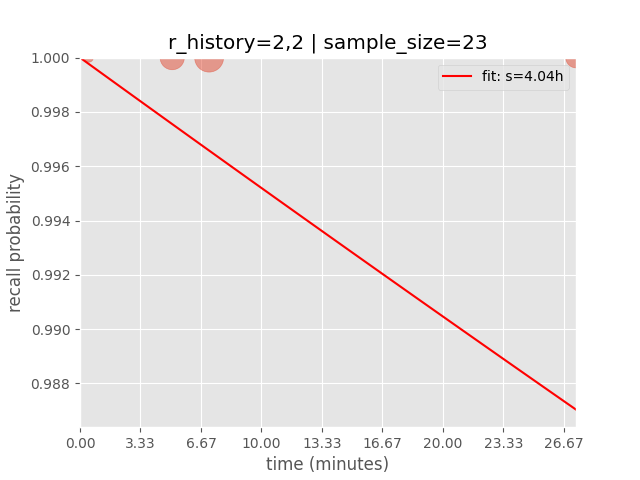 r_history=2,2 | sample_size=23
fit: s=4.04h
recall probability
1.000
0.998
0.996
0.994
0.992
0.990
0.988
0.00 3.33 6.67 10.00 13.33 16.67 20.00 23.33 26.67
time (minutes)